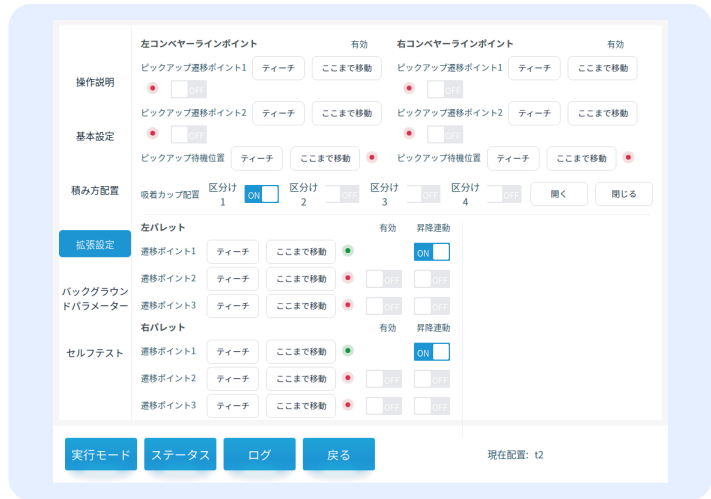 操作説明
基本設定
積み方配置
拡張設定
バックグラウン
ドパラメーター
セルフテスト
左コンベヤーラインポイント 有効
ピックアップ遷移ポイント1 ティーチ ここまで移動
OFF
ピックアップ遷移ポイント2 ティーチ ここまで移動
OFF
ピックアップ待機位置 ティーチ ここまで移動
右コンベヤーラインポイント 有効
ピックアップ遷移ポイント1 ティーチ ここまで移動
OFF
ピックアップ遷移ポイント2 ティーチ ここまで移動
OFF
ピックアップ待機位置 ティーチ ここまで移動
吸着カップ配置 区分け1 ON 区分け2 OFF 区分け3 OFF 区分け4 OFF 開く 閉じる
左パレット 有効 昇降連動
遷移ポイント1 ティーチ ここまで移動 ON
遷移ポイント2 ティーチ ここまで移動 OFF OFF
遷移ポイント3 ティーチ ここまで移動 OFF OFF
右パレット 有効 昇降連動
遷移ポイント1 ティーチ ここまで移動 ON
遷移ポイント2 ティーチ ここまで移動 OFF OFF
遷移ポイント3 ティーチ ここまで移動 OFF OFF
実行モード ステータス ログ 戻る 現在配置: t2